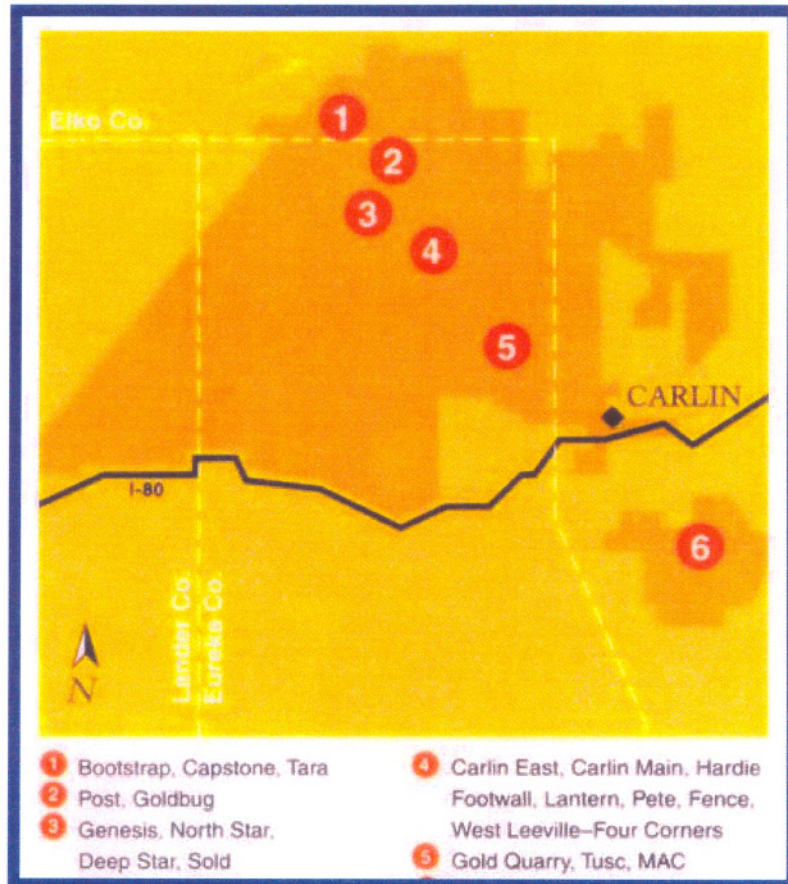 Elko Co.
1
2
3
4
5
CARLIN
I-80
6
Lander Co.
Eureka Co.
N
1 Bootstrap, Capstone, Tara
2 Post, Goldbug
3 Genesis, North Star,
Deep Star, Sold
4 Carlin East, Carlin Main, Hardie
Footwall, Lantern, Pete, Fence,
West Leeville–Four Corners
5 Gold Quarry, Tusc, MAC